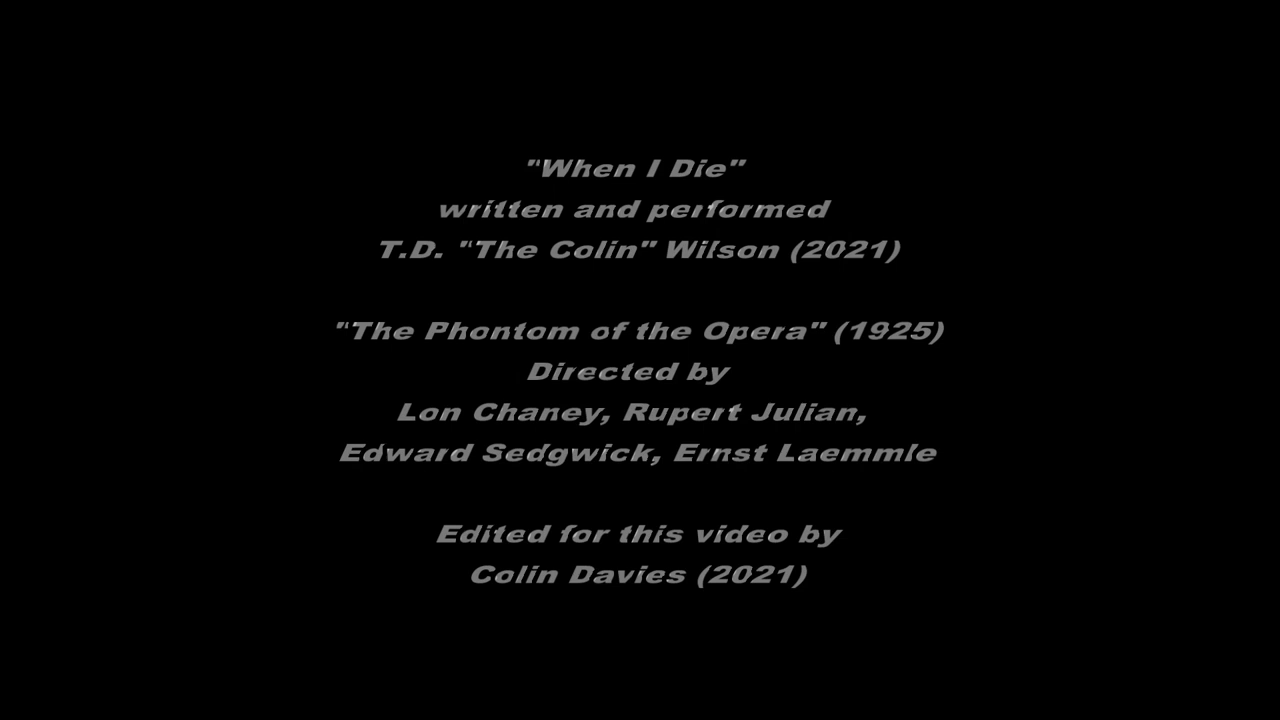 "When I Die"
written and performed
T.D. "The Colin" Wilson (2021)
"The Phontom of the Opera" (1925)
Directed by
Lon Chaney, Rupert Julian,
Edward Sedgwick, Ernst Laemmle
Edited for this video by
Colin Davies (2021)